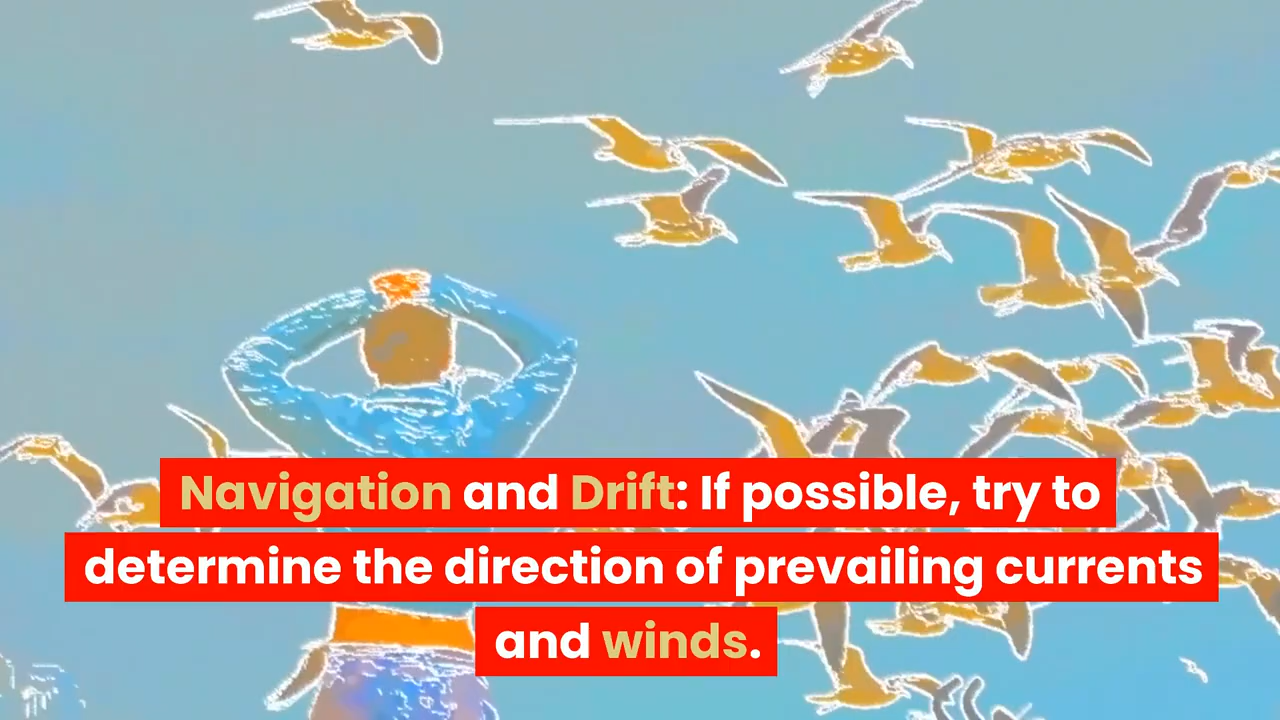 Navigation and Drift: If possible, try to
determine the direction of prevailing currents
and winds.